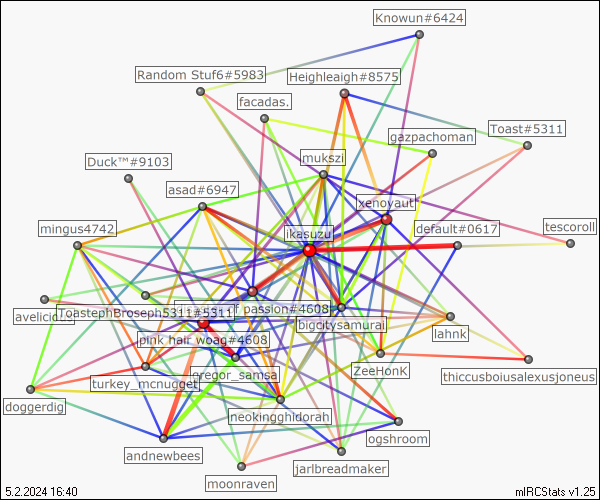 Knowun#6424
Random Stuf6#5983
Heighleaigh#8575
facadas.
Toast#5311
gazpachoman
mukszi
Duck™#9103
asad#6947
xenoyaut
mingus4742
ikasuzu
default#0617
tescoroll
ToastephBroseph5311#5311
passion#4608
bigcitysamurai
lahnk
pink hair woag#4608
ZeeHonK
gregor_samsa
turkey_mcnugget
thiccusboiusalexusjoneus
doggerdig
neokingghidorah
ogshroom
andnewbees
jarlbreadmaker
moonraven
5.2.2024 16:40
mIRCStats v1.25